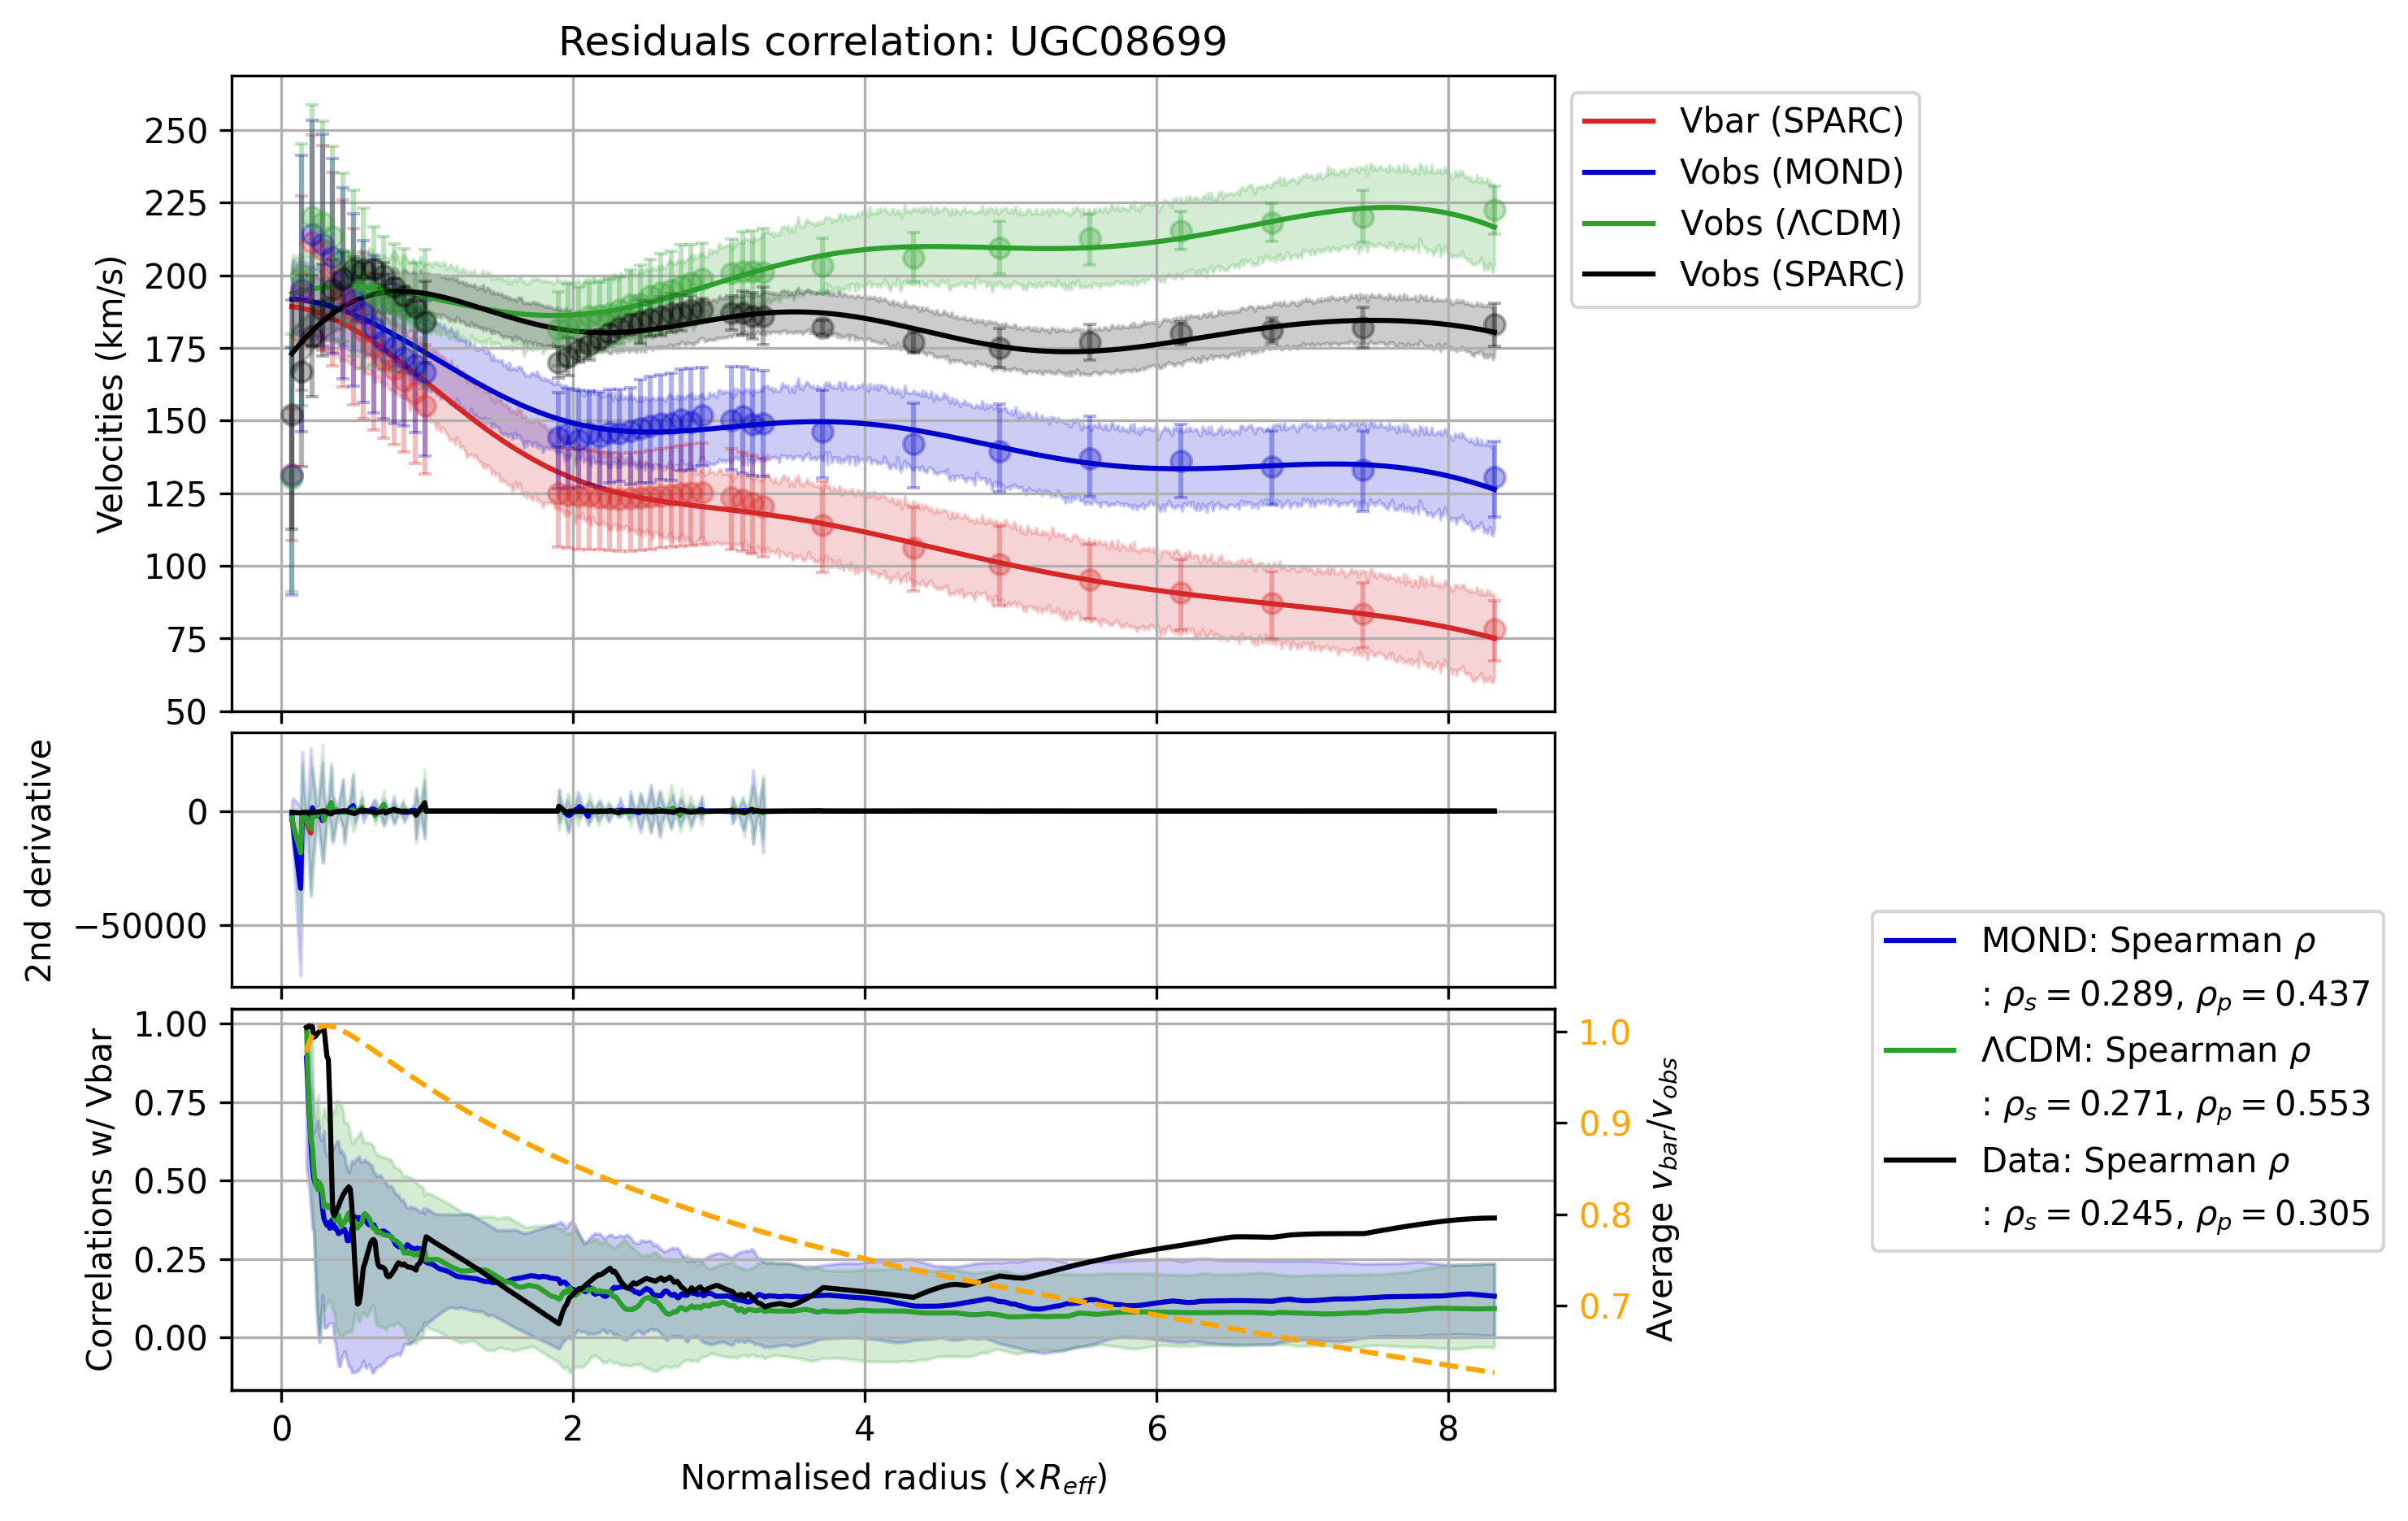 Residuals correlation: UGC08699
Velocities (km/s)
250
225
200
175
150
125
100
75
50
Vbar (SPARC)
Vobs (MOND)
Vobs (ΛCDM)
Vobs (SPARC)
2nd derivative
0
−50000
Correlations w/ Vbar
1.00
0.75
0.50
0.25
0.00
1.0
0.9
0.8
0.7
Average v_bar/v_obs
MOND: Spearman ρ
: ρ_s = 0.289, ρ_p = 0.437
ΛCDM: Spearman ρ
: ρ_s = 0.271, ρ_p = 0.553
Data: Spearman ρ
: ρ_s = 0.245, ρ_p = 0.305
0 2 4 6 8
Normalised radius (×R_eff)